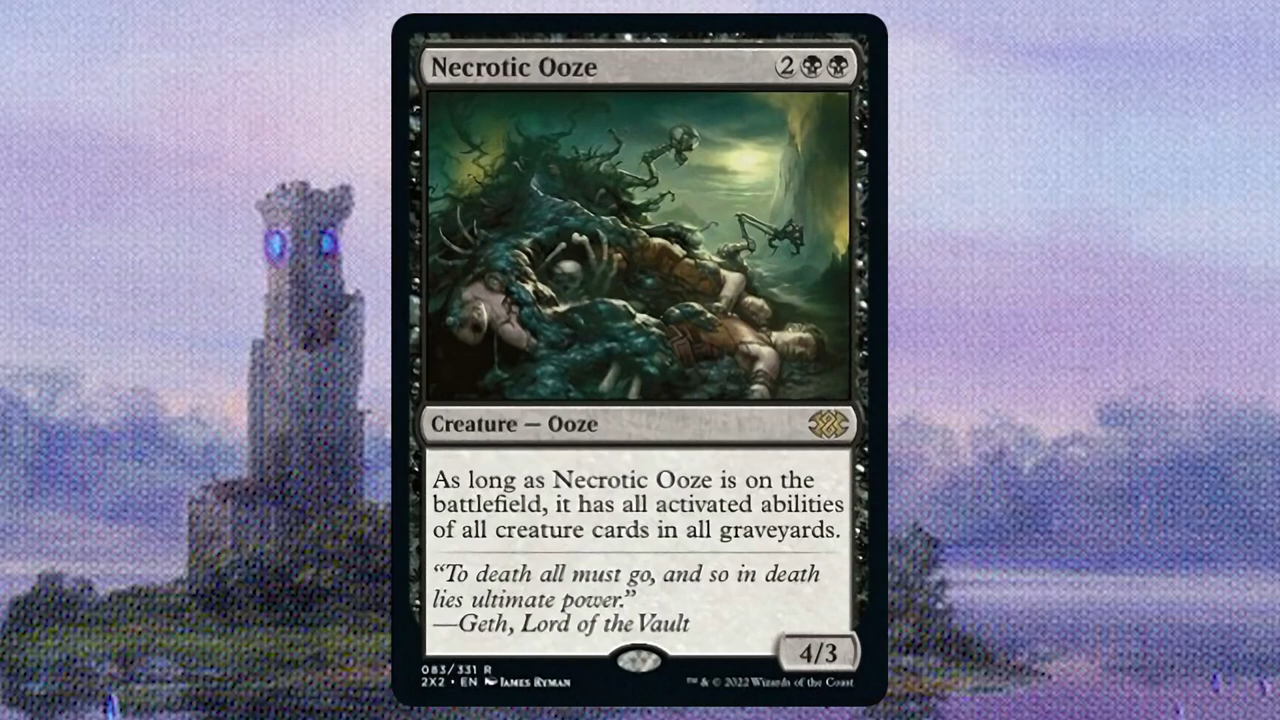 Necrotic Ooze 2
Creature — Ooze
As long as Necrotic Ooze is on the
battlefield, it has all activated abilities
of all creature cards in all graveyards.
“To death all must go, and so in death
lies ultimate power.”
—Geth, Lord of the Vault
4/3
083/331 R
2X2 • EN James Ryman
™ & © 2022 Wizards of the Coast